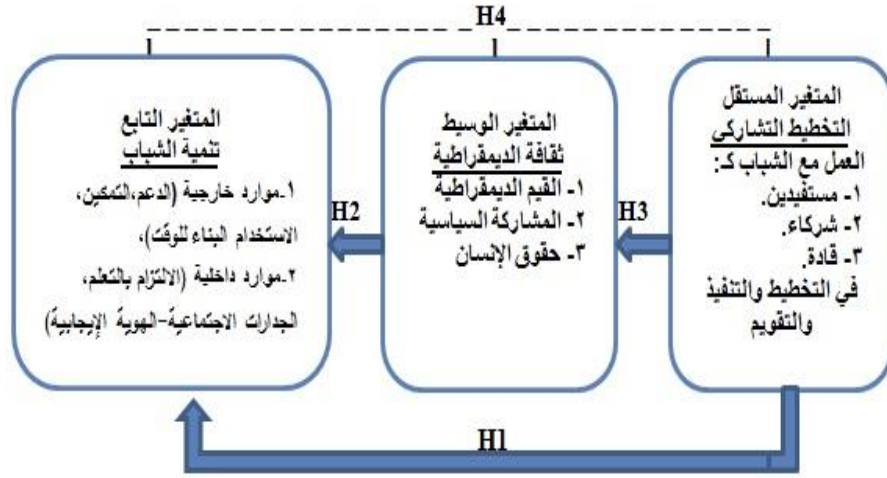 H4
المتغير المستقل
التخطيط التشاركي
العمل مع الشباب كـ:
١- مستفيدين.
٢- شركاء.
٣- قادة.
في التخطيط والتنفيذ
والتقويم
H3
المتغير الوسيط
ثقافة الديمقراطية
١- القيم الديمقراطية
٢- المشاركة السياسية
٣- حقوق الإنسان
H2
المتغير التابع
تنمية الشباب
١-موارد خارجية (الدعم،التمكين،
الاستخدام البناء للوقت)،
٢-موارد داخلية (الالتزام بالتعلم،
الجدارات الاجتماعية-الهوية الإيجابية)
H1